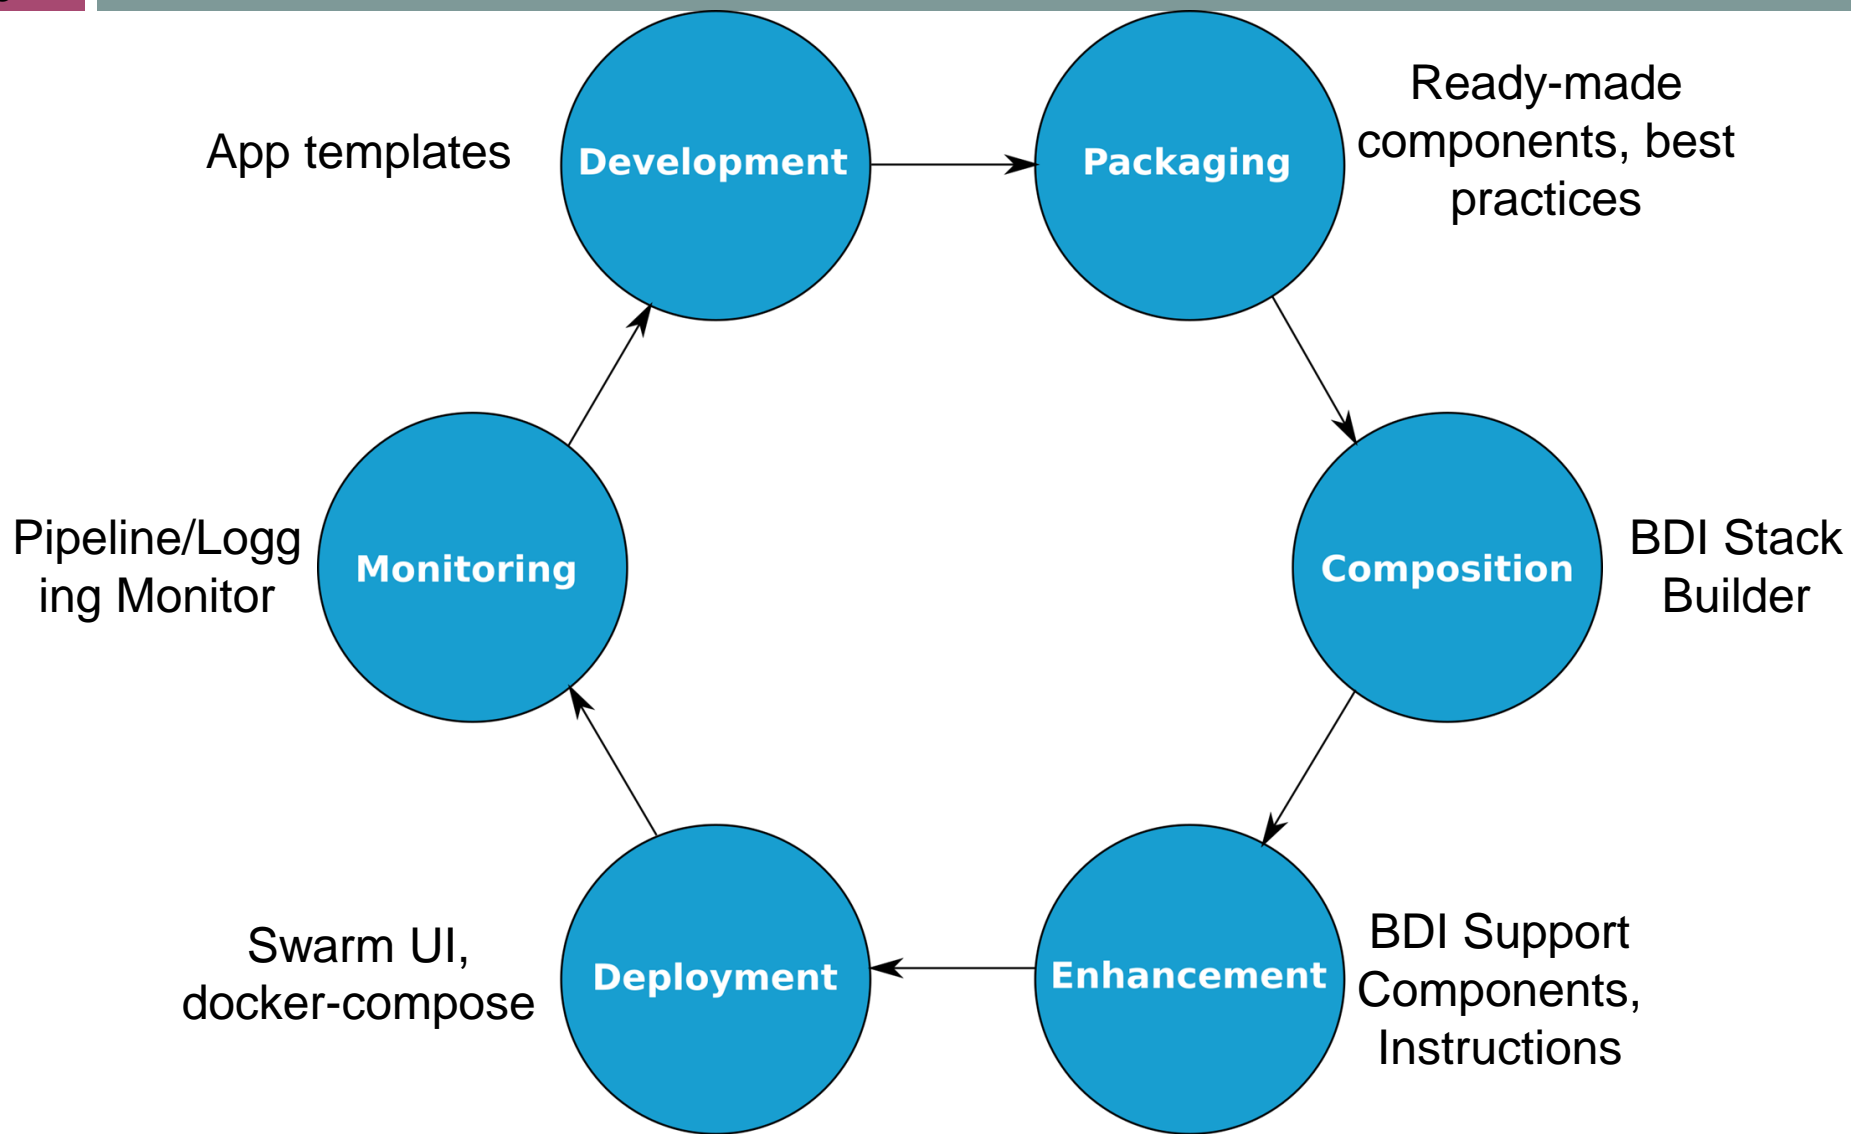 App templates
Development
Packaging
Ready-made
components, best
practices
Pipeline/Logg
ing Monitor
Monitoring
Composition
BDI Stack
Builder
Swarm UI,
docker-compose
Deployment
Enhancement
BDI Support
Components,
Instructions